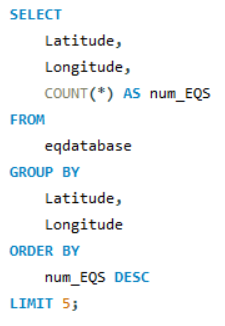 SELECT
Latitude,
Longitude,
COUNT(*) AS num_EQS
FROM
eqdatabase
GROUP BY
Latitude,
Longitude
ORDER BY
num_EQS DESC
LIMIT 5;